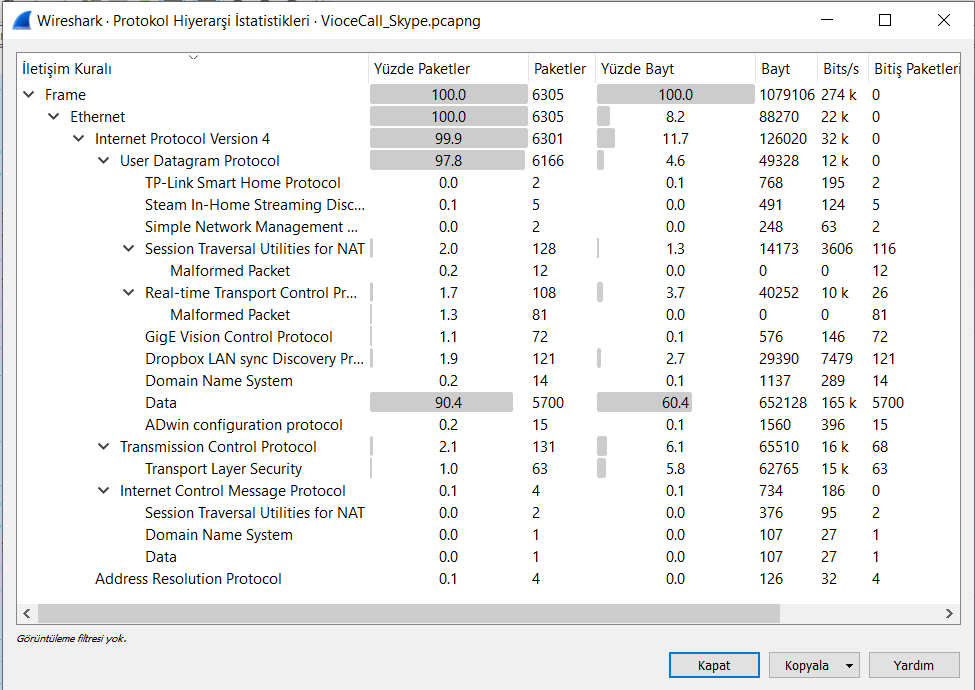 Wireshark · Protokol Hiyerarşi İstatistikleri · VioceCall_Skype.pcapng
İletişim Kuralı Yüzde Paketler Paketler Yüzde Bayt Bayt Bits/s Bitiş Paketleri
Frame 100.0 6305 100.0 1079106 274 k 0
Ethernet 100.0 6305 8.2 88270 22 k 0
Internet Protocol Version 4 99.9 6301 11.7 126020 32 k 0
User Datagram Protocol 97.8 6166 4.6 49328 12 k 0
TP-Link Smart Home Protocol 0.0 2 0.1 768 195 2
Steam In-Home Streaming Disc... 0.1 5 0.0 491 124 5
Simple Network Management ... 0.0 2 0.0 248 63 2
Session Traversal Utilities for NAT 2.0 128 1.3 14173 3606 116
Malformed Packet 0.2 12 0.0 0 0 12
Real-time Transport Control Pr... 1.7 108 3.7 40252 10 k 26
Malformed Packet 1.3 81 0.0 0 0 81
GigE Vision Control Protocol 1.1 72 0.1 576 146 72
Dropbox LAN sync Discovery Pr... 1.9 121 2.7 29390 7479 121
Domain Name System 0.2 14 0.1 1137 289 14
Data 90.4 5700 60.4 652128 165 k 5700
ADwin configuration protocol 0.2 15 0.1 1560 396 15
Transmission Control Protocol 2.1 131 6.1 65510 16 k 68
Transport Layer Security 1.0 63 5.8 62765 15 k 63
Internet Control Message Protocol 0.1 4 0.1 734 186 0
Session Traversal Utilities for NAT 0.0 2 0.0 376 95 2
Domain Name System 0.0 1 0.0 107 27 1
Data 0.0 1 0.0 107 27 1
Address Resolution Protocol 0.1 4 0.0 126 32 4
Görüntüleme filtresi yok.
Kapat Kopyala Yardım